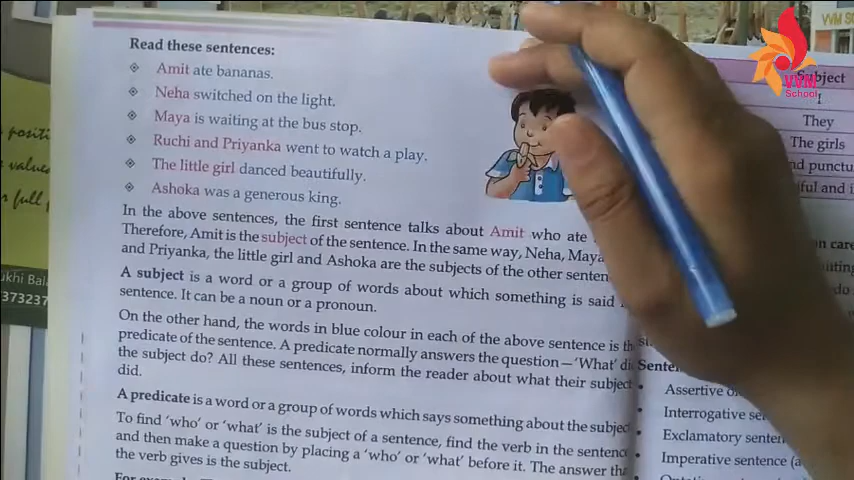 Read these sentences:
Amit ate bananas.
Neha switched on the light.
Maya is waiting at the bus stop.
Ruchi and Priyanka went to watch a play.
The little girl danced beautifully.
Ashoka was a generous king.
In the above sentences, the first sentence talks about Amit who ate
Therefore, Amit is the subject of the sentence. In the same way, Neha, Maya
and Priyanka, the little girl and Ashoka are the subjects of the other
A subject is a word or a group of words about which something is said
sentence. It can be a noun or a pronoun.
On the other hand, the words in blue colour in each of the above sentence is the
predicate of the sentence. A predicate normally answers the question—'What
the subject do? All these sentences, inform the reader about what their subject
did.
A predicate is a word or a group of words which says something about the subject
To find 'who' or 'what' is the subject of a sentence, find the verb in the sentence
and then make a question by placing a 'who' or 'what' before it. The answer
the verb gives is the subject.
Subject
I
They
The girls
and
Assertive
Interrogative
Exclamatory
Imperative sentence
VVM
School
373237